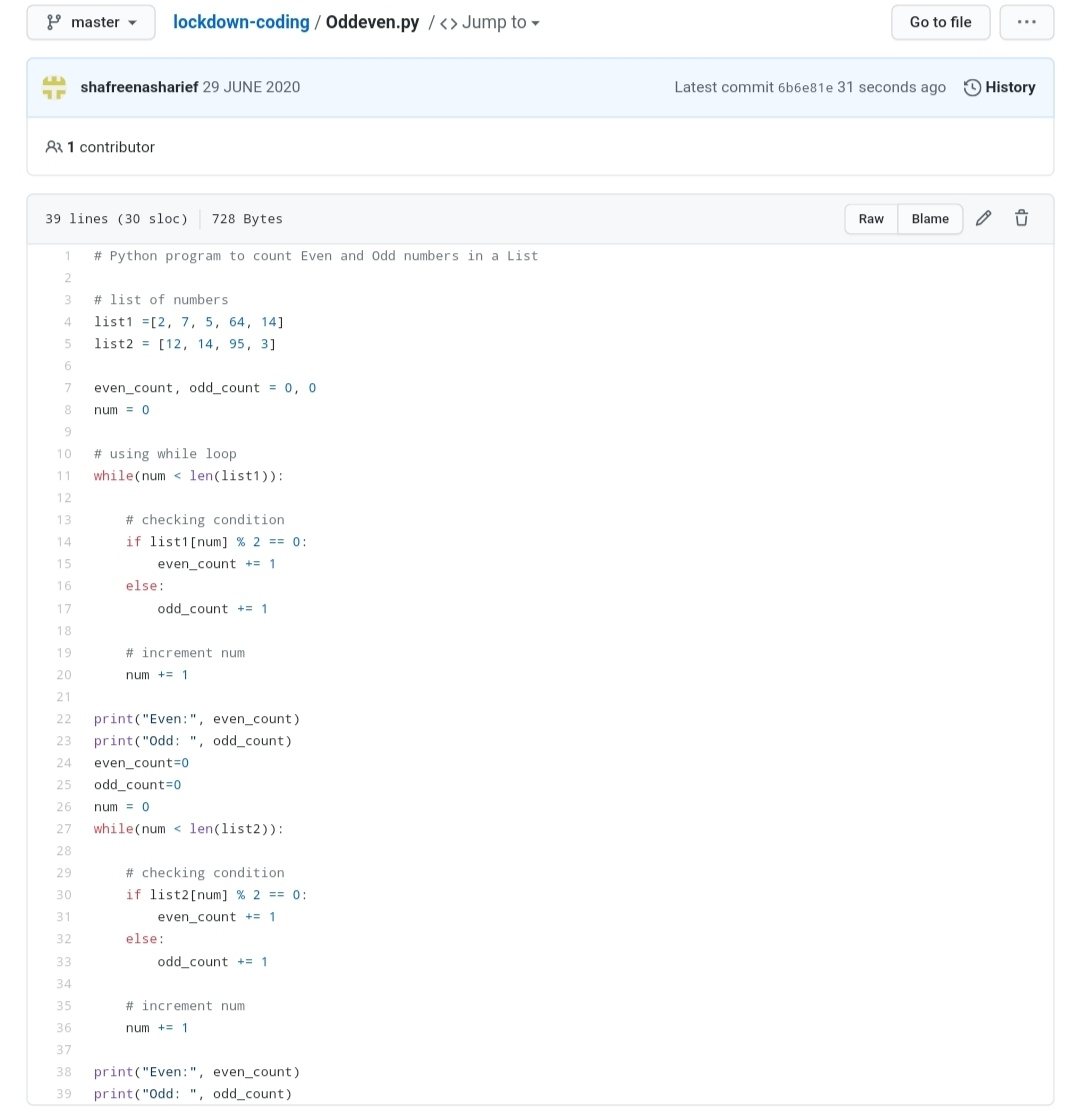 master lockdown-coding / Oddeven.py / <> Jump to Go to file ...
shafreenasharief 29 JUNE 2020 Latest commit 6b6e81e 31 seconds ago History
1 contributor
39 lines (30 sloc) 728 Bytes Raw Blame
1 # Python program to count Even and Odd numbers in a List
2
3 # list of numbers
4 list1 =[2, 7, 5, 64, 14]
5 list2 = [12, 14, 95, 3]
6
7 even_count, odd_count = 0, 0
8 num = 0
9
10 # using while loop
11 while(num < len(list1)):
12
13     # checking condition
14     if list1[num] % 2 == 0:
15         even_count += 1
16     else:
17         odd_count += 1
18
19     # increment num
20     num += 1
21
22 print("Even:", even_count)
23 print("Odd: ", odd_count)
24 even_count=0
25 odd_count=0
26 num = 0
27 while(num < len(list2)):
28
29     # checking condition
30     if list2[num] % 2 == 0:
31         even_count += 1
32     else:
33         odd_count += 1
34
35     # increment num
36     num += 1
37
38 print("Even:", even_count)
39 print("Odd: ", odd_count)